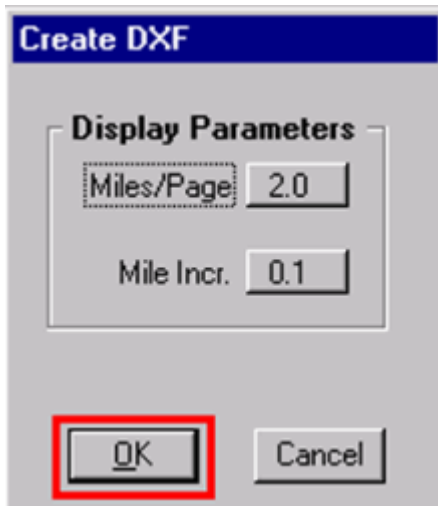 Create DXF
Display Parameters
Miles/Page 2.0
Mile Incr. 0.1
OK Cancel